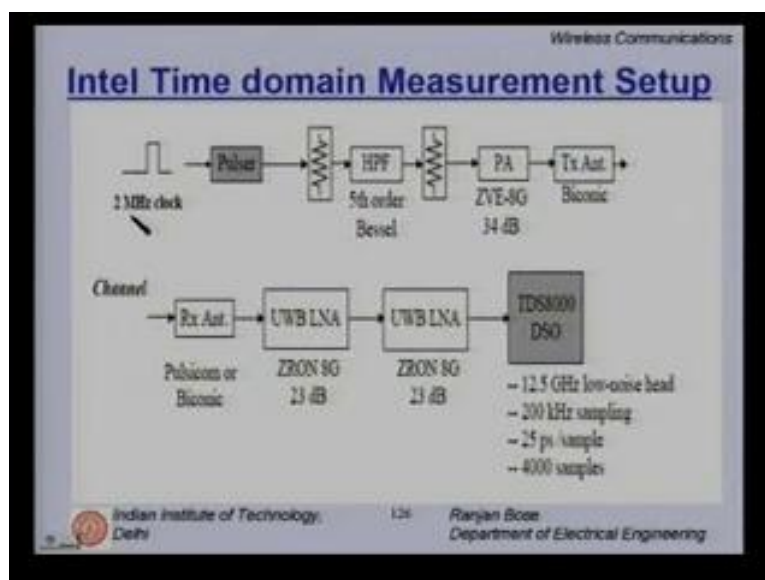 Wireless Communications
Intel Time domain Measurement Setup
Pulser
HPF
PA
Tx Ant.
2 MHz clock
5th order
Bessel
ZVE-8G
34 dB
Biconic
Channel
Rx Ant.
UWB LNA
UWB LNA
TDS8000
DSO
Pulsicom or
Biconic
ZRON 8G
23 dB
ZRON 8G
23 dB
– 12.5 GHz low-noise head
– 200 kHz sampling
– 25 ps /sample
– 4000 samples
Indian Institute of Technology,
Delhi
126
Ranjan Bose
Department of Electrical Engineering